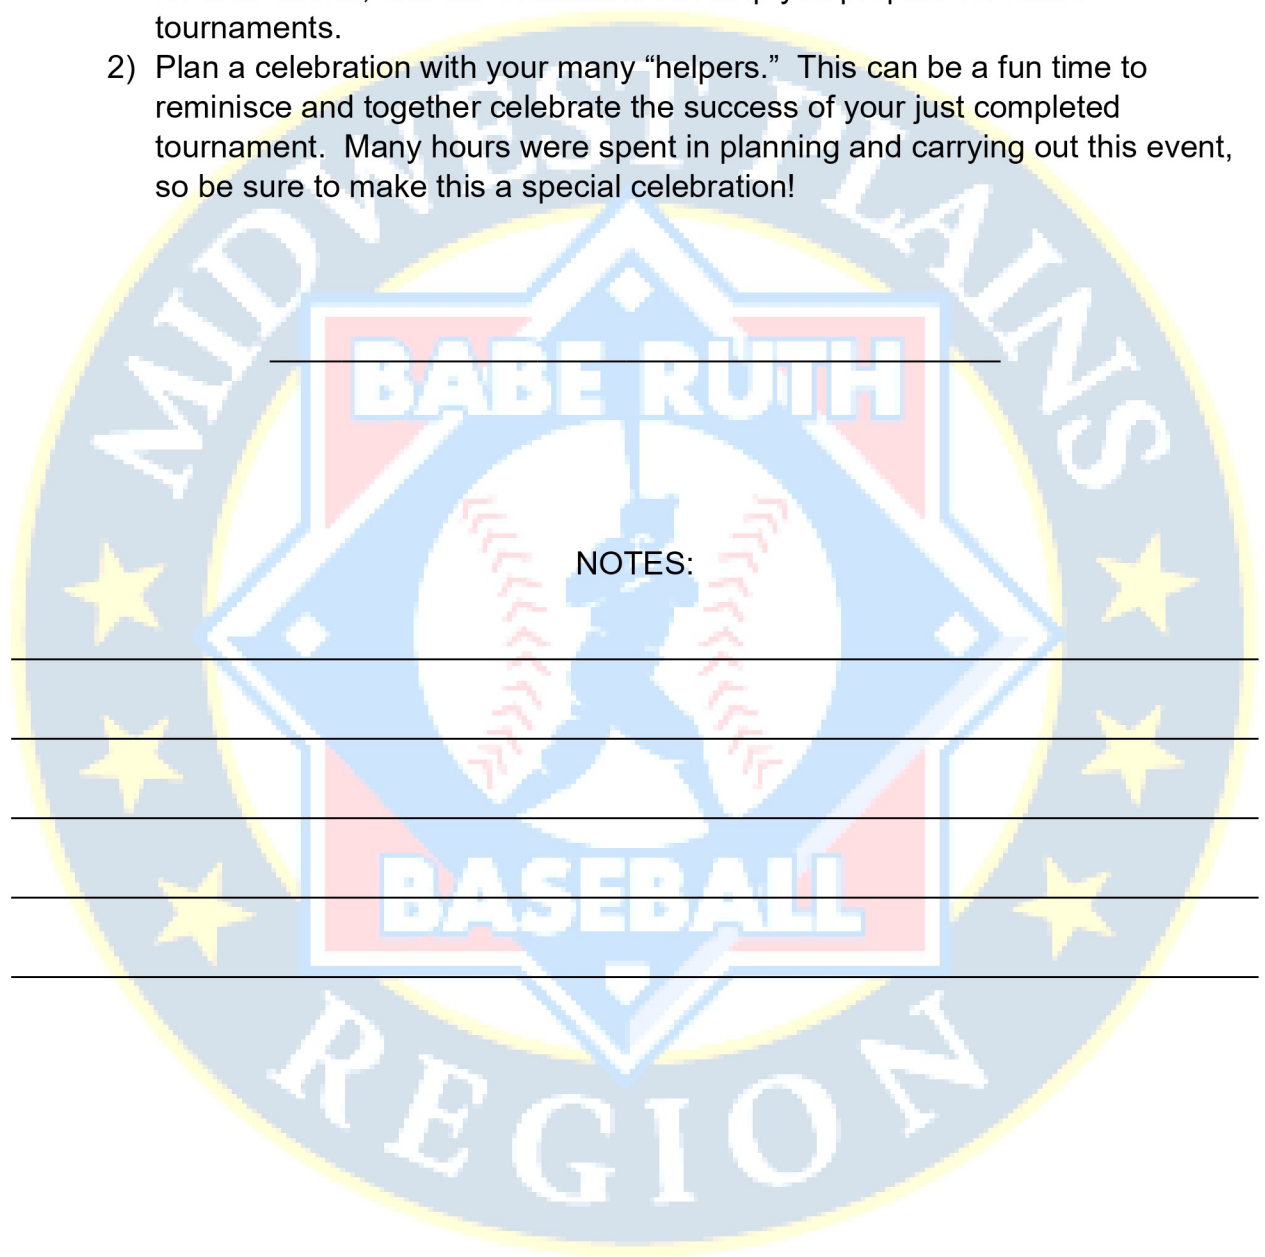 tournaments.
2) Plan a celebration with your many “helpers.” This can be a fun time to
reminisce and together celebrate the success of your just completed
tournament. Many hours were spent in planning and carrying out this event,
so be sure to make this a special celebration!
NOTES:
MIDWEST PLAINS
BABE RUTH
BASEBALL
REGION